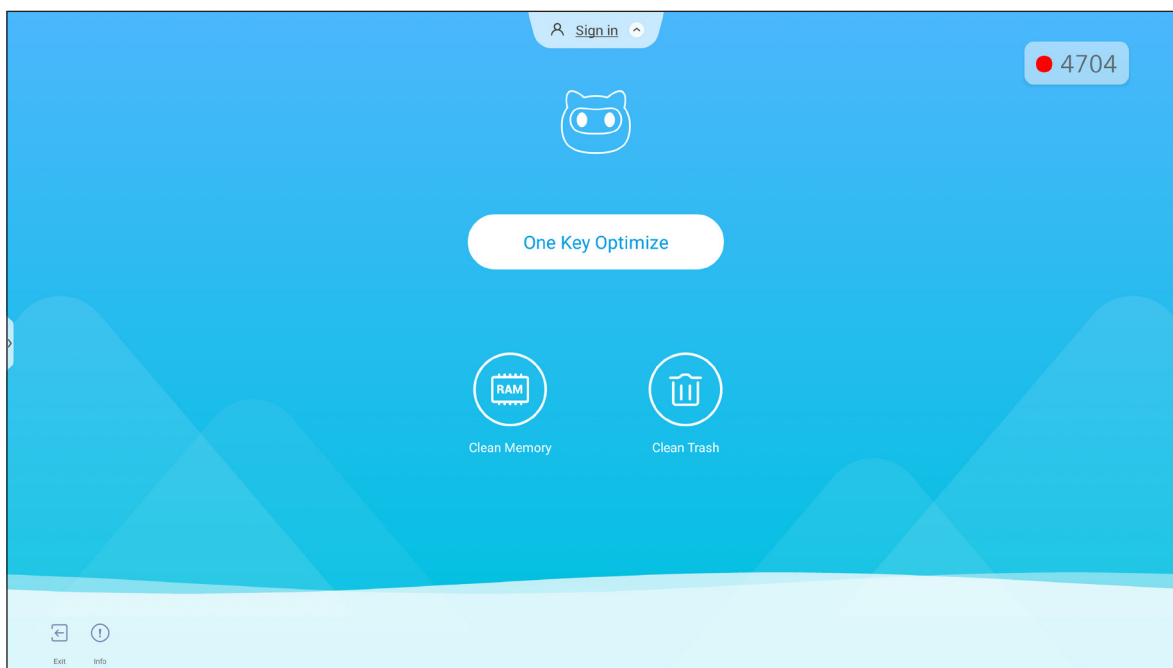 Sign in
4704
One Key Optimize
RAM
Clean Memory
Clean Trash
Exit
Info